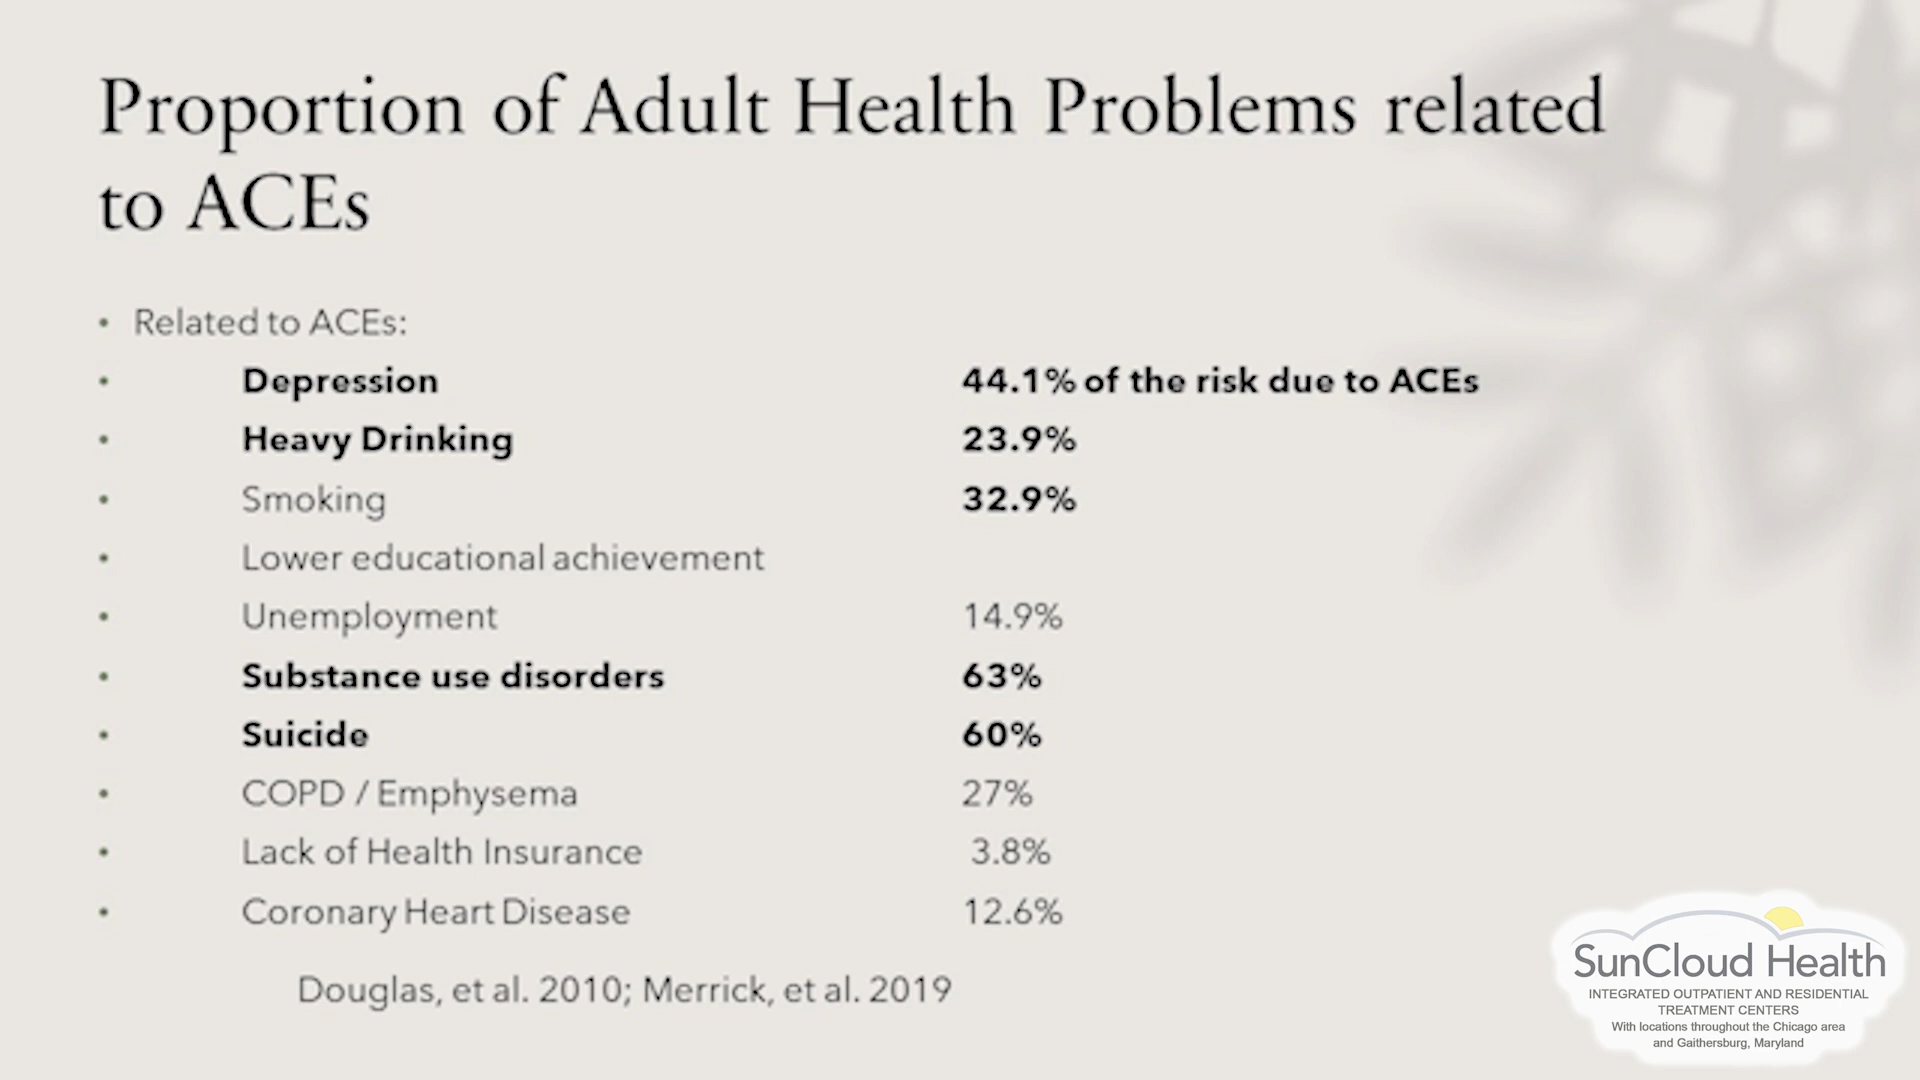 Proportion of Adult Health Problems related
to ACEs
• Related to ACEs:
• Depression 44.1% of the risk due to ACEs
• Heavy Drinking 23.9%
• Smoking 32.9%
• Lower educational achievement
• Unemployment 14.9%
• Substance use disorders 63%
• Suicide 60%
• COPD / Emphysema 27%
• Lack of Health Insurance 3.8%
• Coronary Heart Disease 12.6%
Douglas, et al. 2010; Merrick, et al. 2019
SunCloud Health
INTEGRATED OUTPATIENT AND RESIDENTIAL
TREATMENT CENTERS
With locations throughout the Chicago area
and Gaithersburg, Maryland